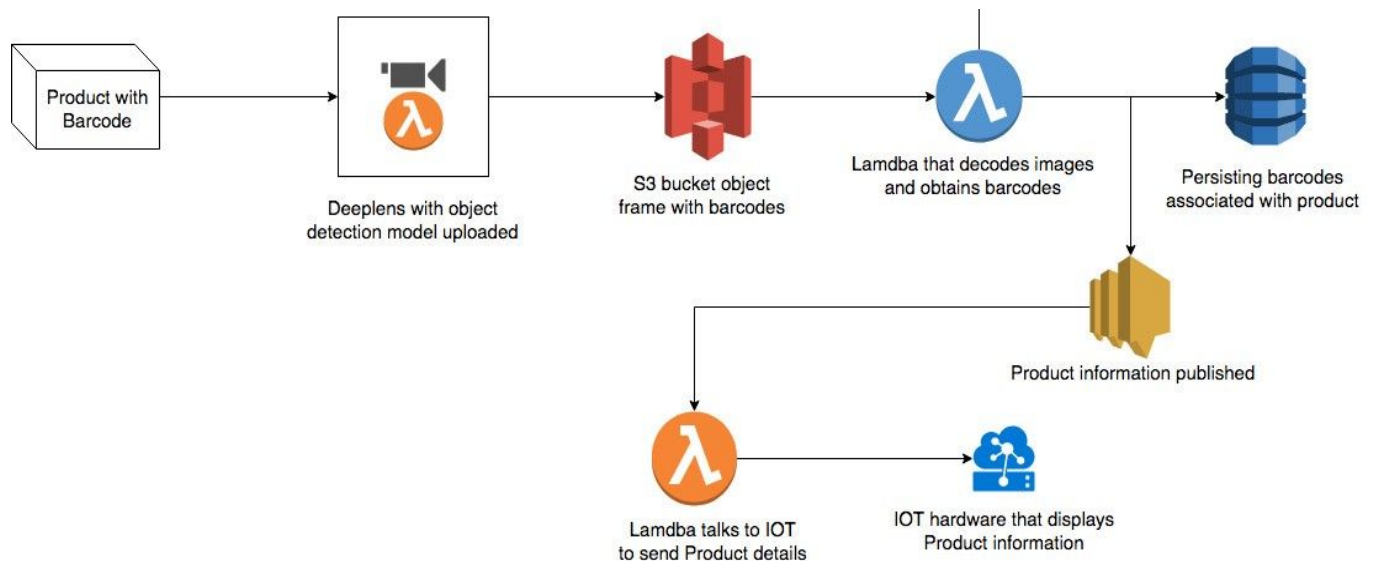 Product with
Barcode
Deeplens with object
detection model uploaded
S3 bucket object
frame with barcodes
Lamdba that decodes images
and obtains barcodes
Persisting barcodes
associated with product
Product information published
Lamdba talks to IOT
to send Product details
IOT hardware that displays
Product information